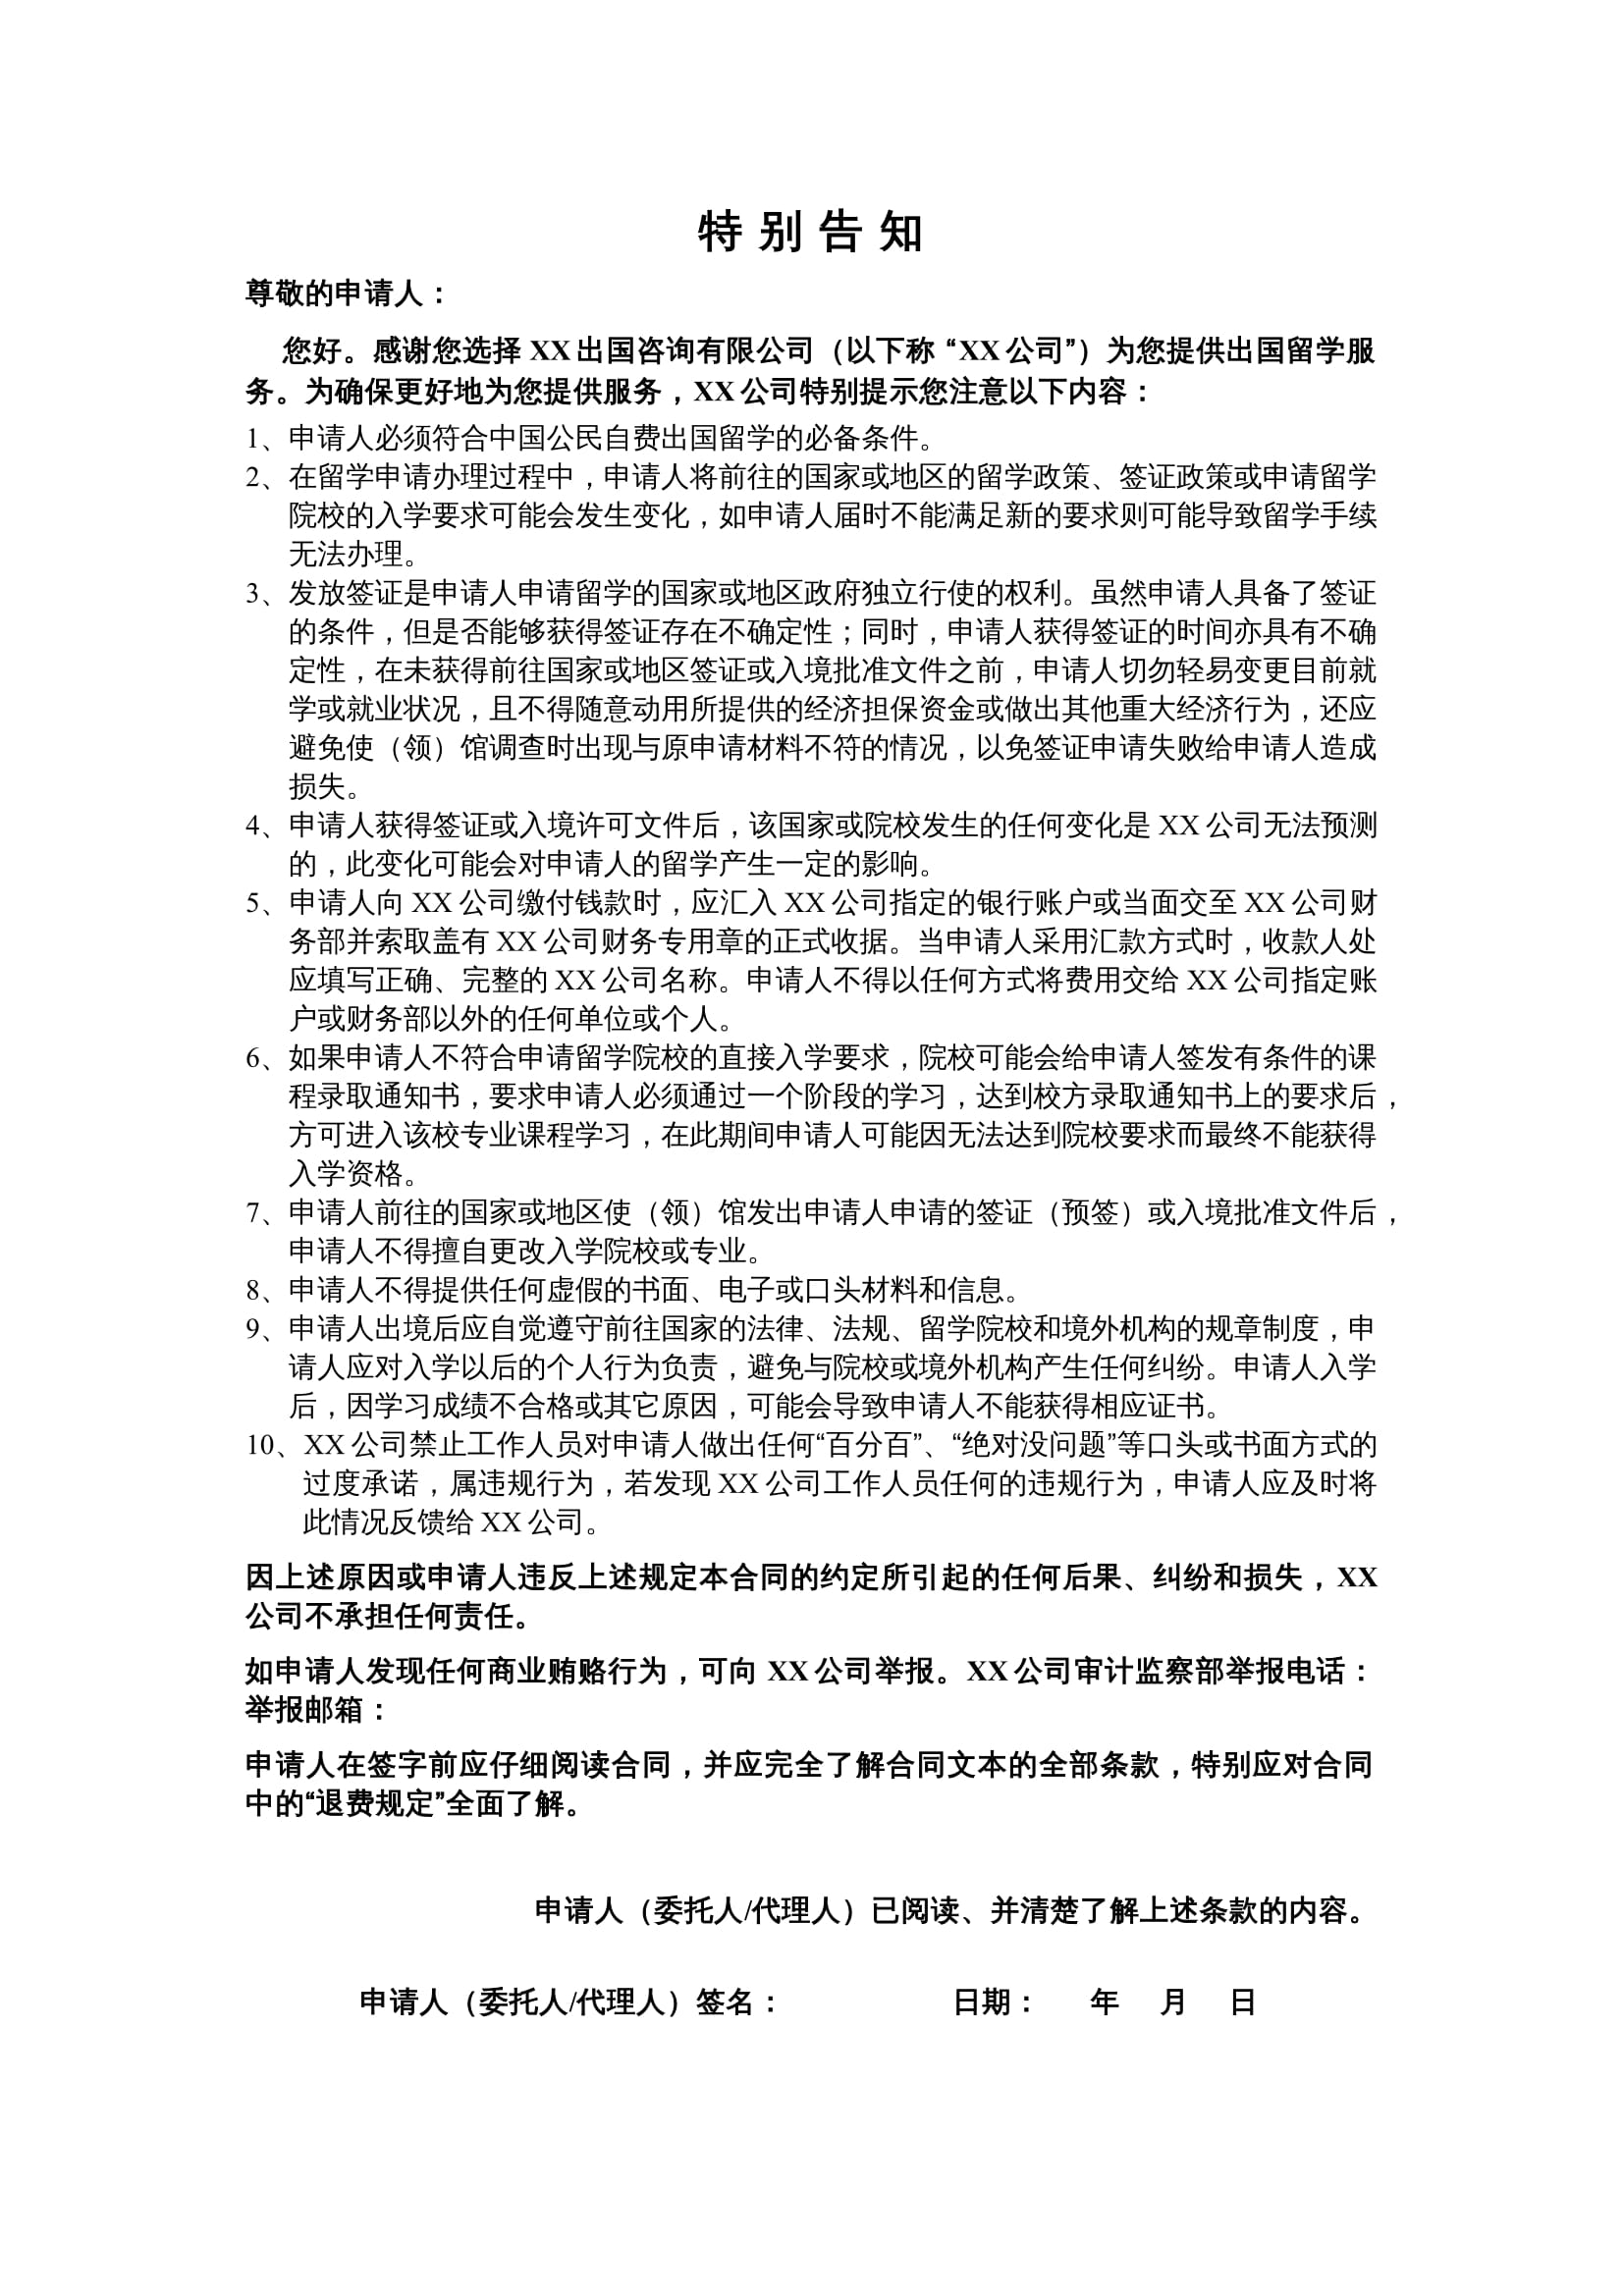 特 别 告 知
尊敬的申请人：
您好。感谢您选择 XX 出国咨询有限公司（以下称 “XX 公司”）为您提供出国留学服
务。为确保更好地为您提供服务，XX 公司特别提示您注意以下内容：
1、申请人必须符合中国公民自费出国留学的必备条件。
2、在留学申请办理过程中，申请人将前往的国家或地区的留学政策、签证政策或申请留学
院校的入学要求可能会发生变化，如申请人届时不能满足新的要求则可能导致留学手续
无法办理。
3、发放签证是申请人申请留学的国家或地区政府独立行使的权利。虽然申请人具备了签证
的条件，但是否能够获得签证存在不确定性；同时，申请人获得签证的时间亦具有不确
定性，在未获得前往国家或地区签证或入境批准文件之前，申请人切勿轻易变更目前就
学或就业状况，且不得随意动用所提供的经济担保资金或做出其他重大经济行为，还应
避免使（领）馆调查时出现与原申请材料不符的情况，以免签证申请失败给申请人造成
损失。
4、申请人获得签证或入境许可文件后，该国家或院校发生的任何变化是 XX 公司无法预测
的，此变化可能会对申请人的留学产生一定的影响。
5、申请人向 XX 公司缴付钱款时，应汇入 XX 公司指定的银行账户或当面交至 XX 公司财
务部并索取盖有 XX 公司财务专用章的正式收据。当申请人采用汇款方式时，收款人处
应填写正确、完整的 XX 公司名称。申请人不得以任何方式将费用交给 XX 公司指定账
户或财务部以外的任何单位或个人。
6、如果申请人不符合申请留学院校的直接入学要求，院校可能会给申请人签发有条件的课
程录取通知书，要求申请人必须通过一个阶段的学习，达到校方录取通知书上的要求后，
方可进入该校专业课程学习，在此期间申请人可能因无法达到院校要求而最终不能获得
入学资格。
7、申请人前往的国家或地区使（领）馆发出申请人申请的签证（预签）或入境批准文件后，
申请人不得擅自更改入学院校或专业。
8、申请人不得提供任何虚假的书面、电子或口头材料和信息。
9、申请人出境后应自觉遵守前往国家的法律、法规、留学院校和境外机构的规章制度，申
请人应对入学以后的个人行为负责，避免与院校或境外机构产生任何纠纷。申请人入学
后，因学习成绩不合格或其它原因，可能会导致申请人不能获得相应证书。
10、XX 公司禁止工作人员对申请人做出任何“百分百”、“绝对没问题”等口头或书面方式的
过度承诺，属违规行为，若发现 XX 公司工作人员任何的违规行为，申请人应及时将
此情况反馈给 XX 公司。
因上述原因或申请人违反上述规定本合同的约定所引起的任何后果、纠纷和损失，XX
公司不承担任何责任。
如申请人发现任何商业贿赂行为，可向 XX 公司举报。XX 公司审计监察部举报电话：
举报邮箱：
申请人在签字前应仔细阅读合同，并应完全了解合同文本的全部条款，特别应对合同
中的“退费规定”全面了解。
申请人（委托人/代理人）已阅读、并清楚了解上述条款的内容。
申请人（委托人/代理人）签名： 日期： 年 月 日